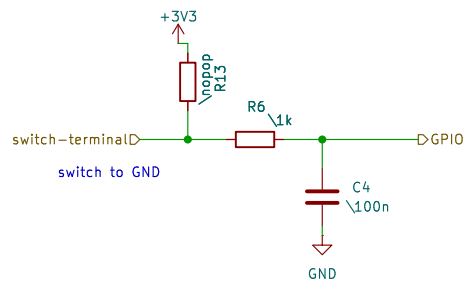 +3V3
nopop
R13
R6
1k
switch-terminal
GPIO
switch to GND
C4
100n
GND